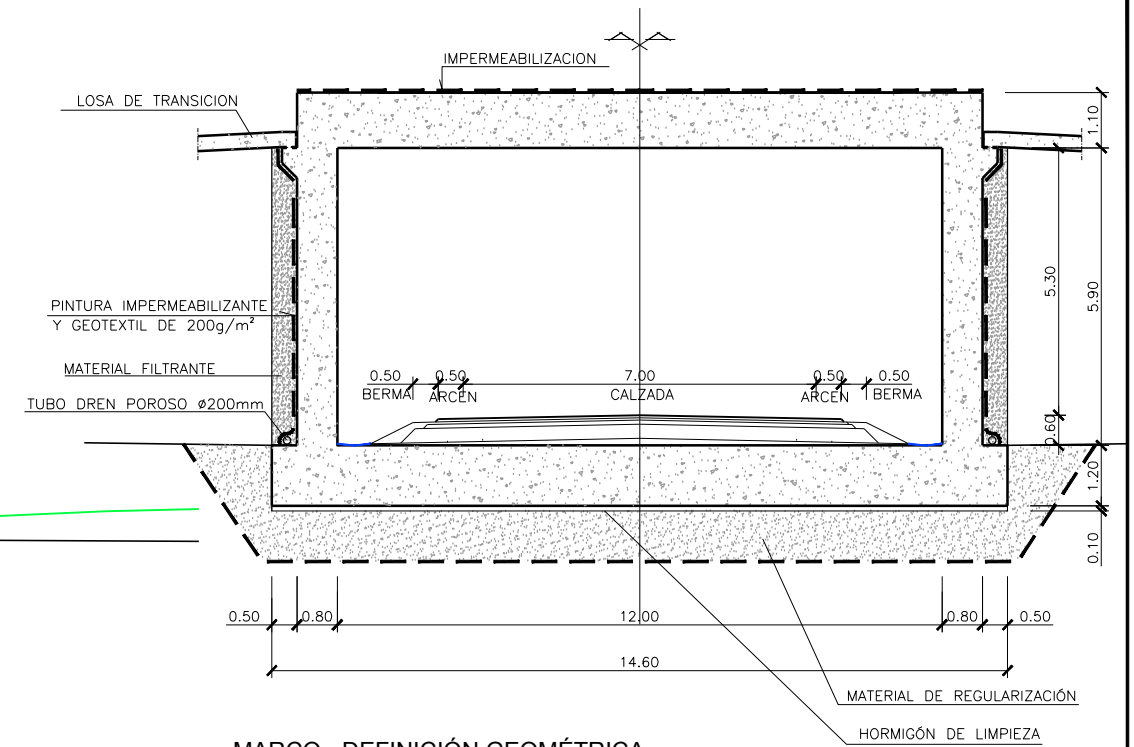 IMPERMEABILIZACION
LOSA DE TRANSICION
1.10
5.30
5.90
PINTURA IMPERMEABILIZANTE
Y GEOTEXTIL DE 200g/m²
MATERIAL FILTRANTE
TUBO DREN POROSO ø200mm
0.50 0.50 7.00 0.50 0.50
BERMA ARCEN CALZADA ARCEN BERMA
0.60
1.20
0.10
0.50 0.80 12.00 0.80 0.50
14.60
MATERIAL DE REGULARIZACIÓN
HORMIGÓN DE LIMPIEZA
MARCO. DEFINICIÓN GEOMÉTRICA